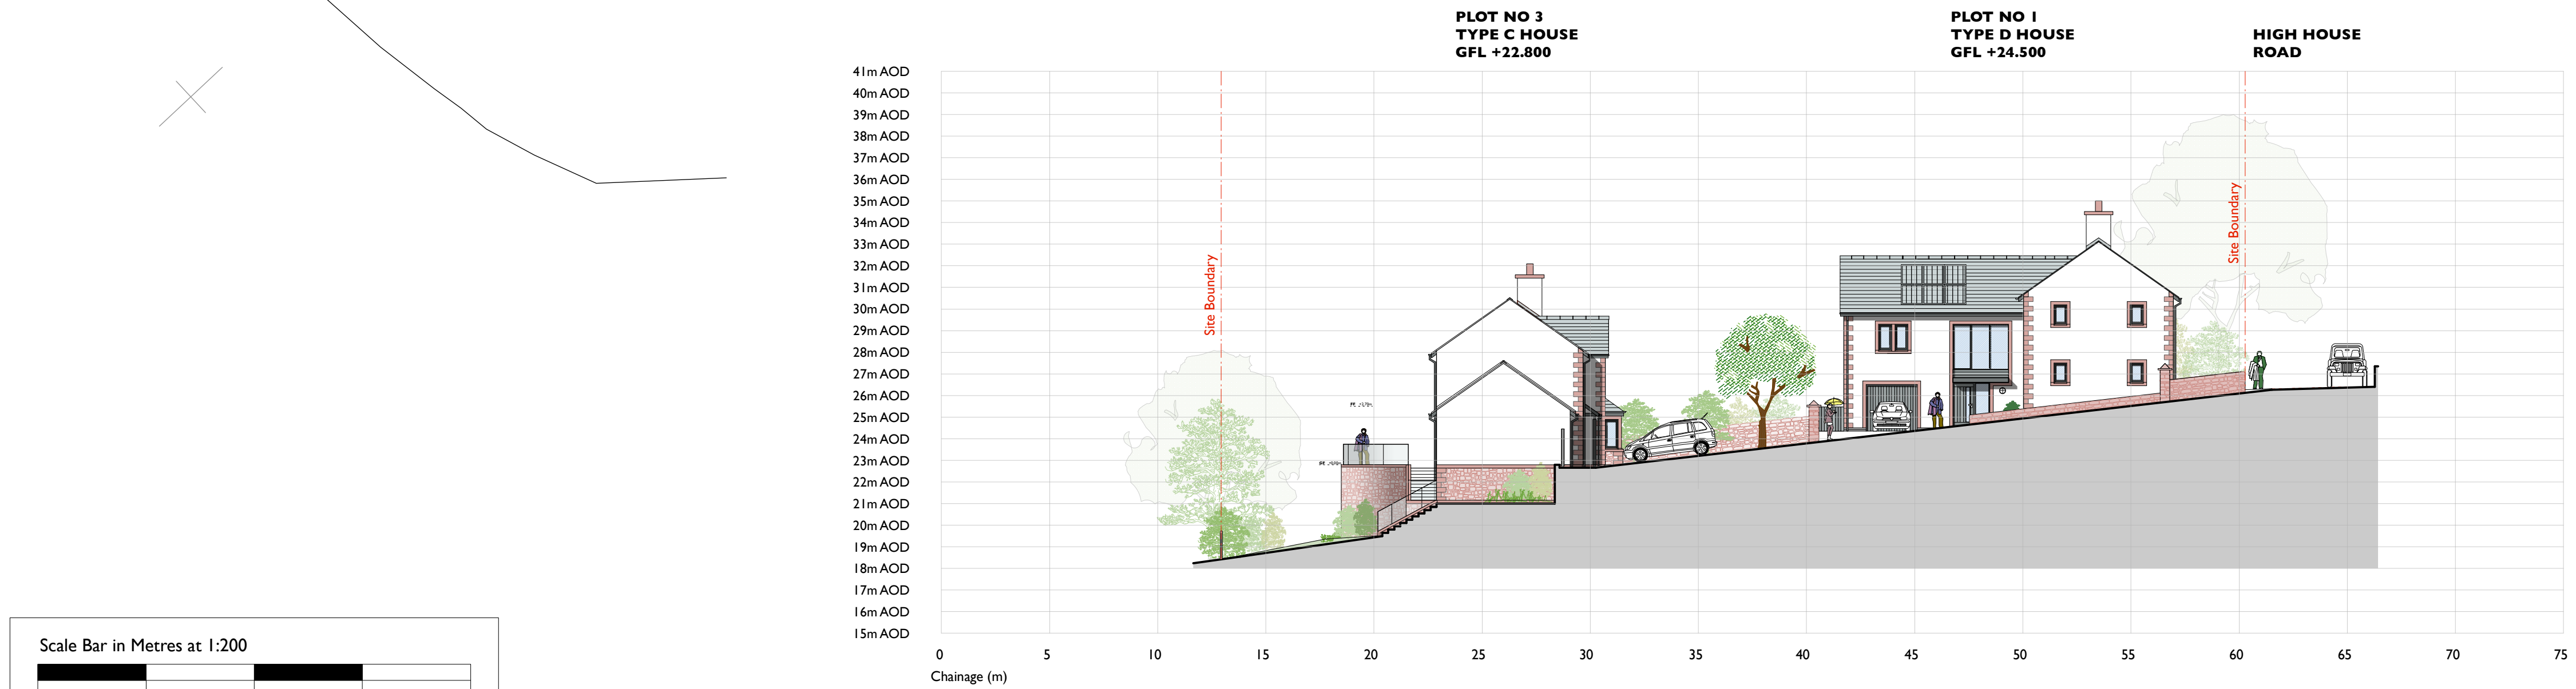 PLOT NO 3
TYPE C HOUSE
GFL +22.800
PLOT NO 1
TYPE D HOUSE
GFL +24.500
HIGH HOUSE
ROAD
41m AOD
40m AOD
39m AOD
38m AOD
37m AOD
36m AOD
35m AOD
34m AOD
33m AOD
32m AOD
31m AOD
30m AOD
29m AOD
28m AOD
27m AOD
26m AOD
25m AOD
24m AOD
23m AOD
22m AOD
21m AOD
20m AOD
19m AOD
18m AOD
17m AOD
16m AOD
15m AOD
Site Boundary
Site Boundary
0 5 10 15 20 25 30 35 40 45 50 55 60 65 70 75
Chainage (m)
Scale Bar in Metres at 1:200